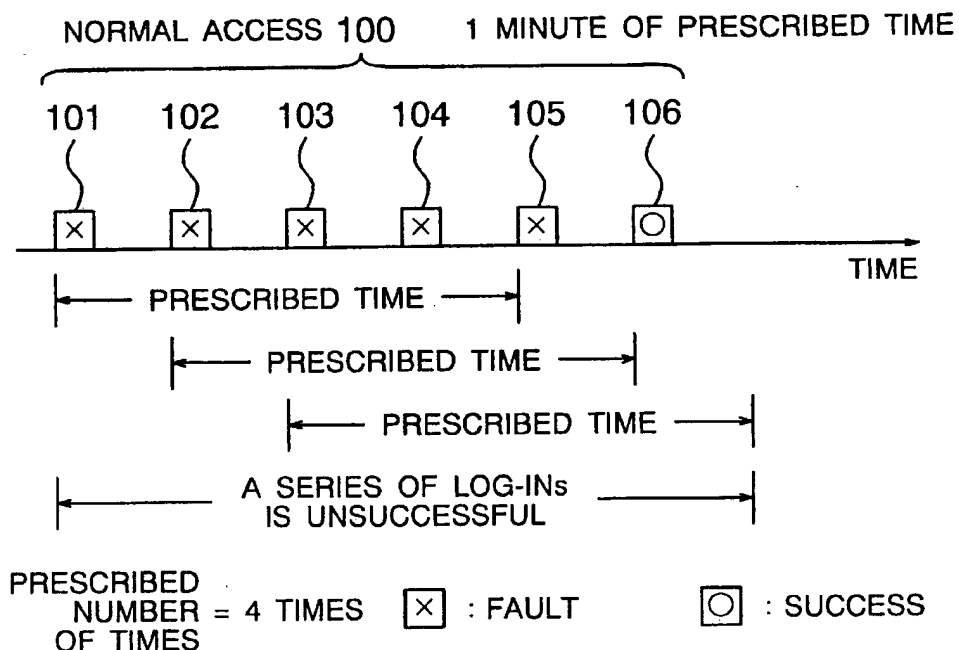 NORMAL ACCESS 100 1 MINUTE OF PRESCRIBED TIME
101 102 103 104 105 106
TIME
PRESCRIBED TIME
PRESCRIBED TIME
PRESCRIBED TIME
A SERIES OF LOG-INs
IS UNSUCCESSFUL
PRESCRIBED
NUMBER = 4 TIMES : FAULT : SUCCESS
OF TIMES